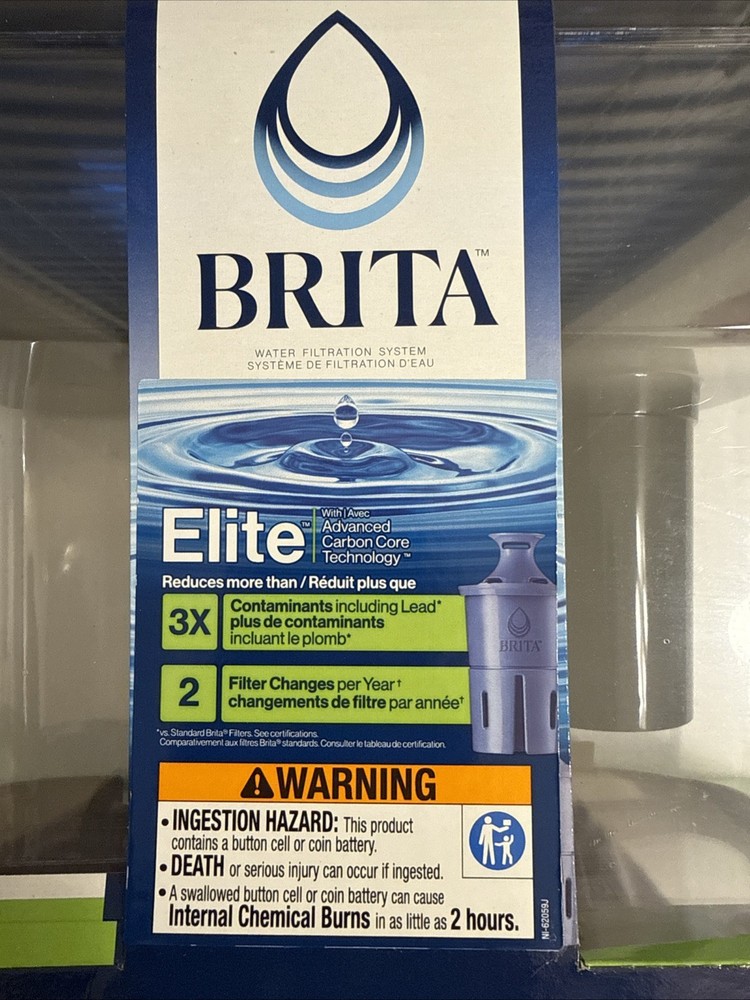 BRITA™
WATER FILTRATION SYSTEM
SYSTÈME DE FILTRATION D'EAU
Elite™
With | Avec
Advanced
Carbon Core
Technology™
Reduces more than / Réduit plus que
3X
Contaminants including Lead*
plus de contaminants
incluant le plomb*
2
Filter Changes per Year†
changements de filtre par année†
*vs. Standard Brita® Filters. See certifications.
Comparativement aux filtres Brita® standards. Consulter le tableau de certification.
BRITA
WARNING
• INGESTION HAZARD: This product
contains a button cell or coin battery.
• DEATH or serious injury can occur if ingested.
• A swallowed button cell or coin battery can cause
Internal Chemical Burns in as little as 2 hours.
NI-62059J